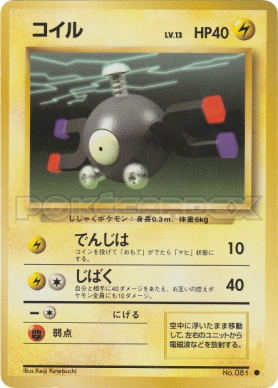 コイル LV.13 HP40
POKÉTORBOX
じしゃくポケモン：身長0.3m、体重6kg
でんじは 10
コインを投げて「おもて」がでたら「マヒ」状態にする。
じばく 40
自分と相手に40ダメージをあたえ、お互いの控えポケモン全員にも10ダメージ。
にげる
弱点
空中に浮いたまま移動して、左右のユニットから電磁波などを放射する。
Illus. Keiji Kinebuchi
No.081